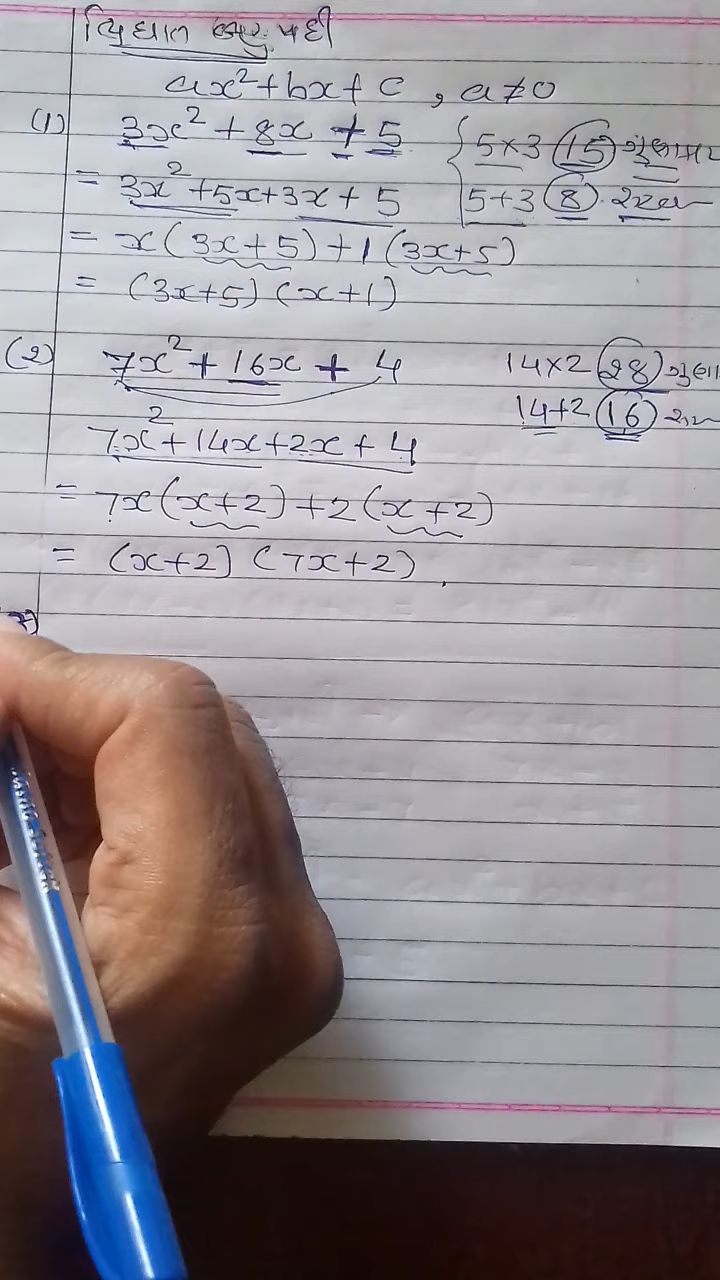 દ્વિઘાત બહુપદી
ax² + bx + c , a ≠ 0
(1) 3x² + 8x + 5 { 5 × 3 (15) ગુણાકાર
= 3x² + 5x + 3x + 5 5 + 3 (8)
= x(3x + 5) + 1(3x + 5)
= (3x + 5) (x + 1)
(2) 7x² + 16x + 4 14 × 2 (28) ગુણા
14 + 2 (16)
7x² + 14x + 2x + 4
= 7x(x + 2) + 2(x + 2)
= (x + 2) (7x + 2) .